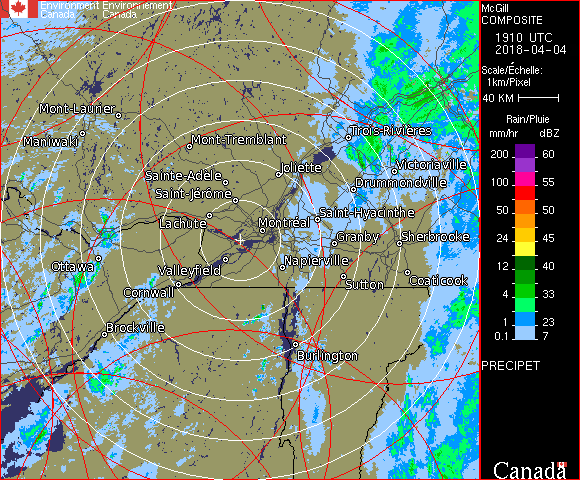 Environment Environnement
Canada Canada
McGill
COMPOSITE
1910 UTC
2018-04-04
Scale/Échelle:
1km/Pixel
40 KM
Rain/Pluie
mm/hr dBZ
200 60
100 55
50 50
24 45
12 40
4 33
1 23
0.1 7
PRECIPET
Mont-Laurier
Maniwaki
Mont-Tremblant
Trois-Rivières
Joliette
Victoriaville
Sainte-Adèle
Drummondville
Saint-Jérôme
Lachute
Saint-Hyacinthe
Montréal
Granby
Sherbrooke
Ottawa
Valleyfield
Napierville
Coaticook
Cornwall
Sutton
Brockville
Burlington
Canada